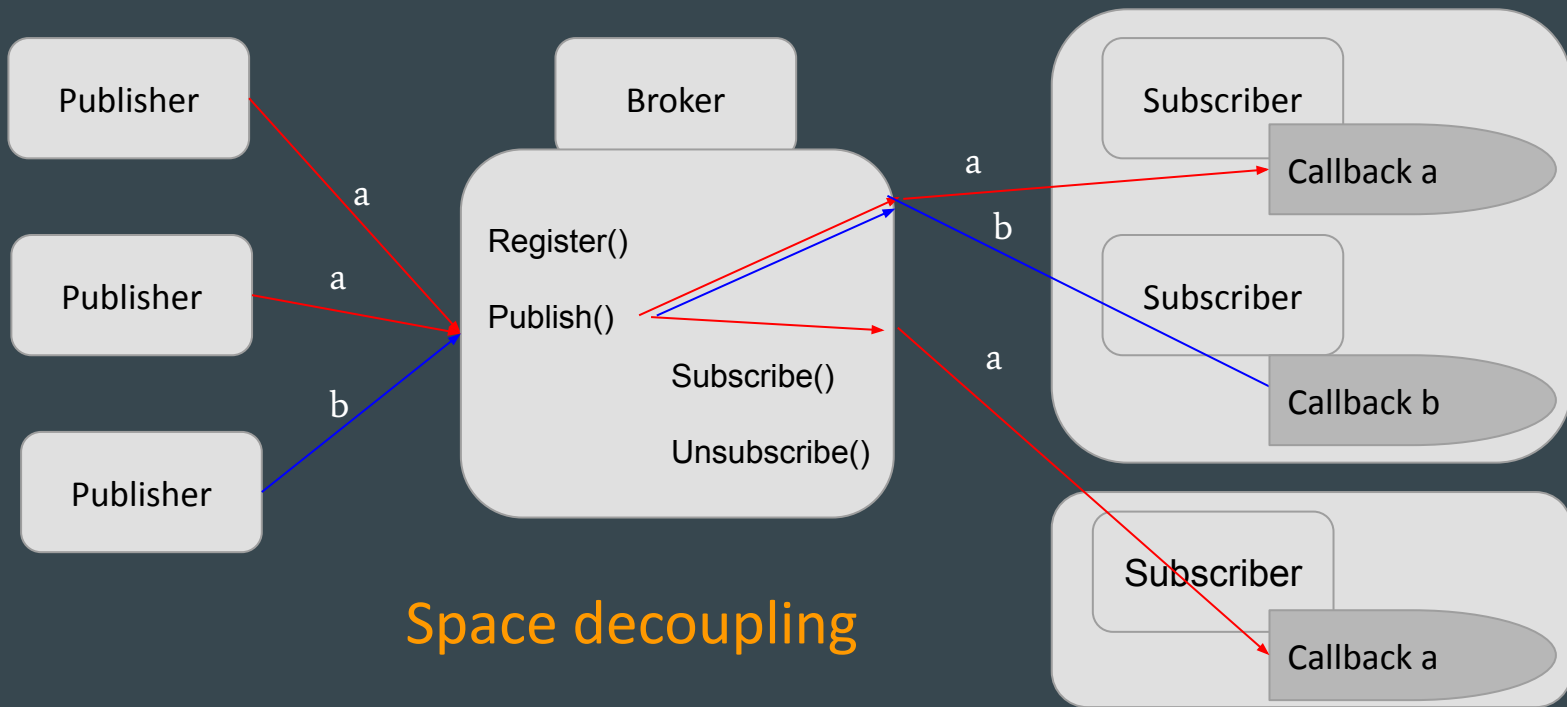 Publisher
Publisher
Publisher
a
a
b
Broker
Register()
Publish()
Subscribe()
Unsubscribe()
a
b
a
Subscriber
Callback a
Subscriber
Callback b
Subscriber
Callback a
Space decoupling